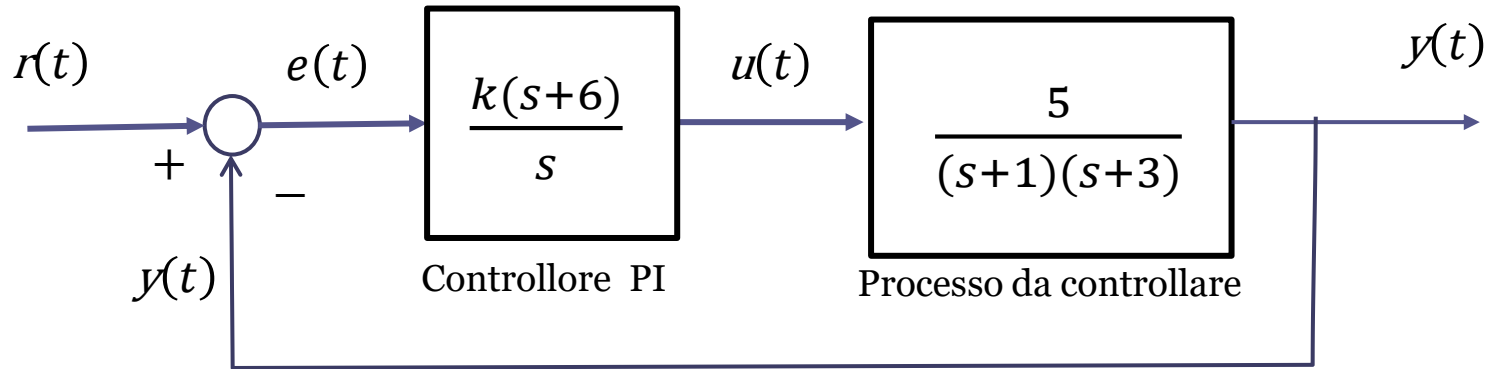 r(t)
e(t)
u(t)
y(t)
k(s+6)
s
5
(s+1)(s+3)
+
−
y(t)
Controllore PI
Processo da controllare